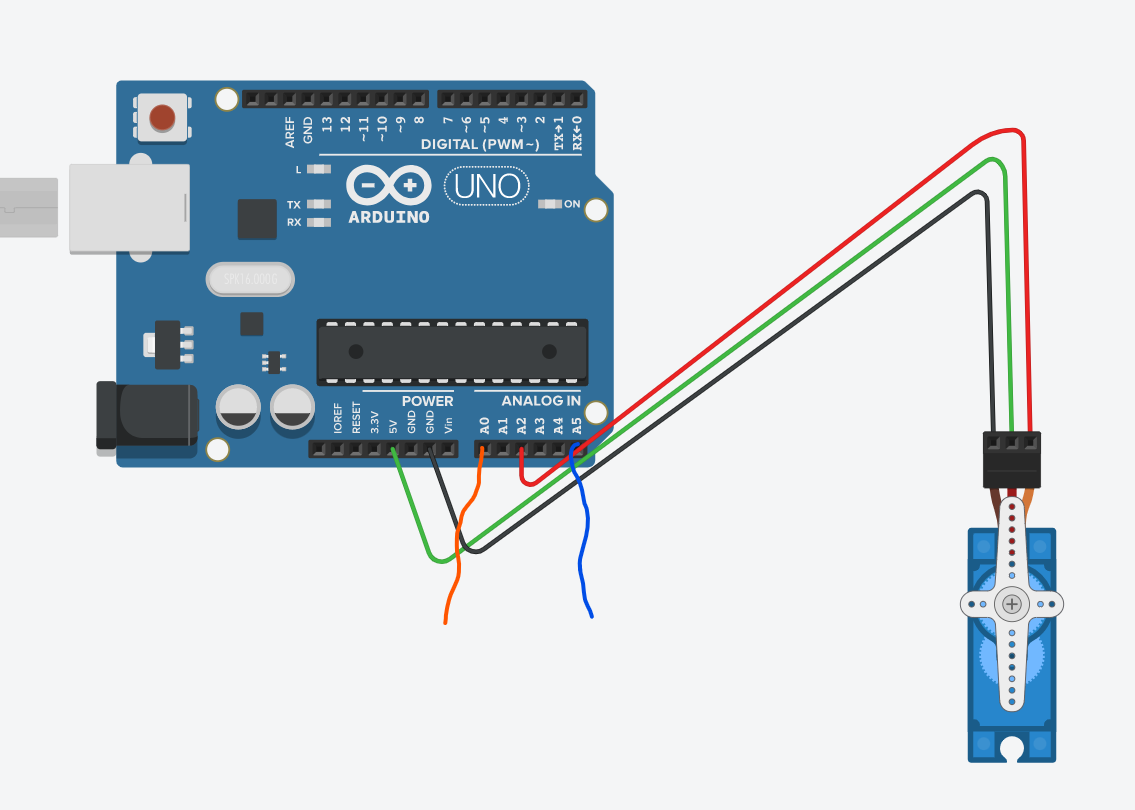 AREF
GND
13
12
~11
~10
~9
8
7
~6
~5
4
~3
2
TX→1
RX←0
DIGITAL (PWM~)
L
TX
RX
ARDUINO
UNO
ON
SPK16.000G
POWER
ANALOG IN
IOREF
RESET
3.3V
5V
GND
GND
Vin
A0
A1
A2
A3
A4
A5